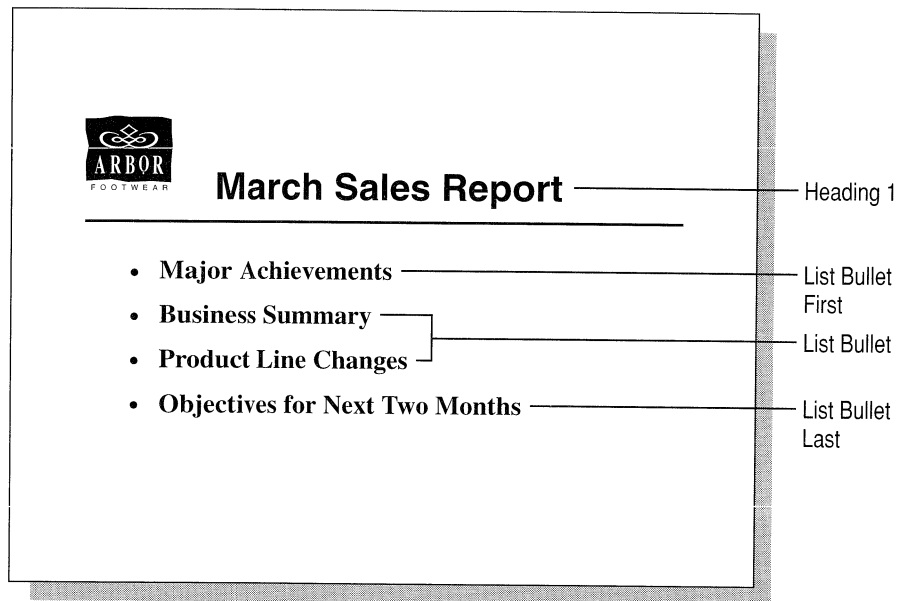 ARBOR
FOOTWEAR
March Sales Report
Heading 1
• Major Achievements
List Bullet
First
• Business Summary
List Bullet
• Product Line Changes
• Objectives for Next Two Months
List Bullet
Last